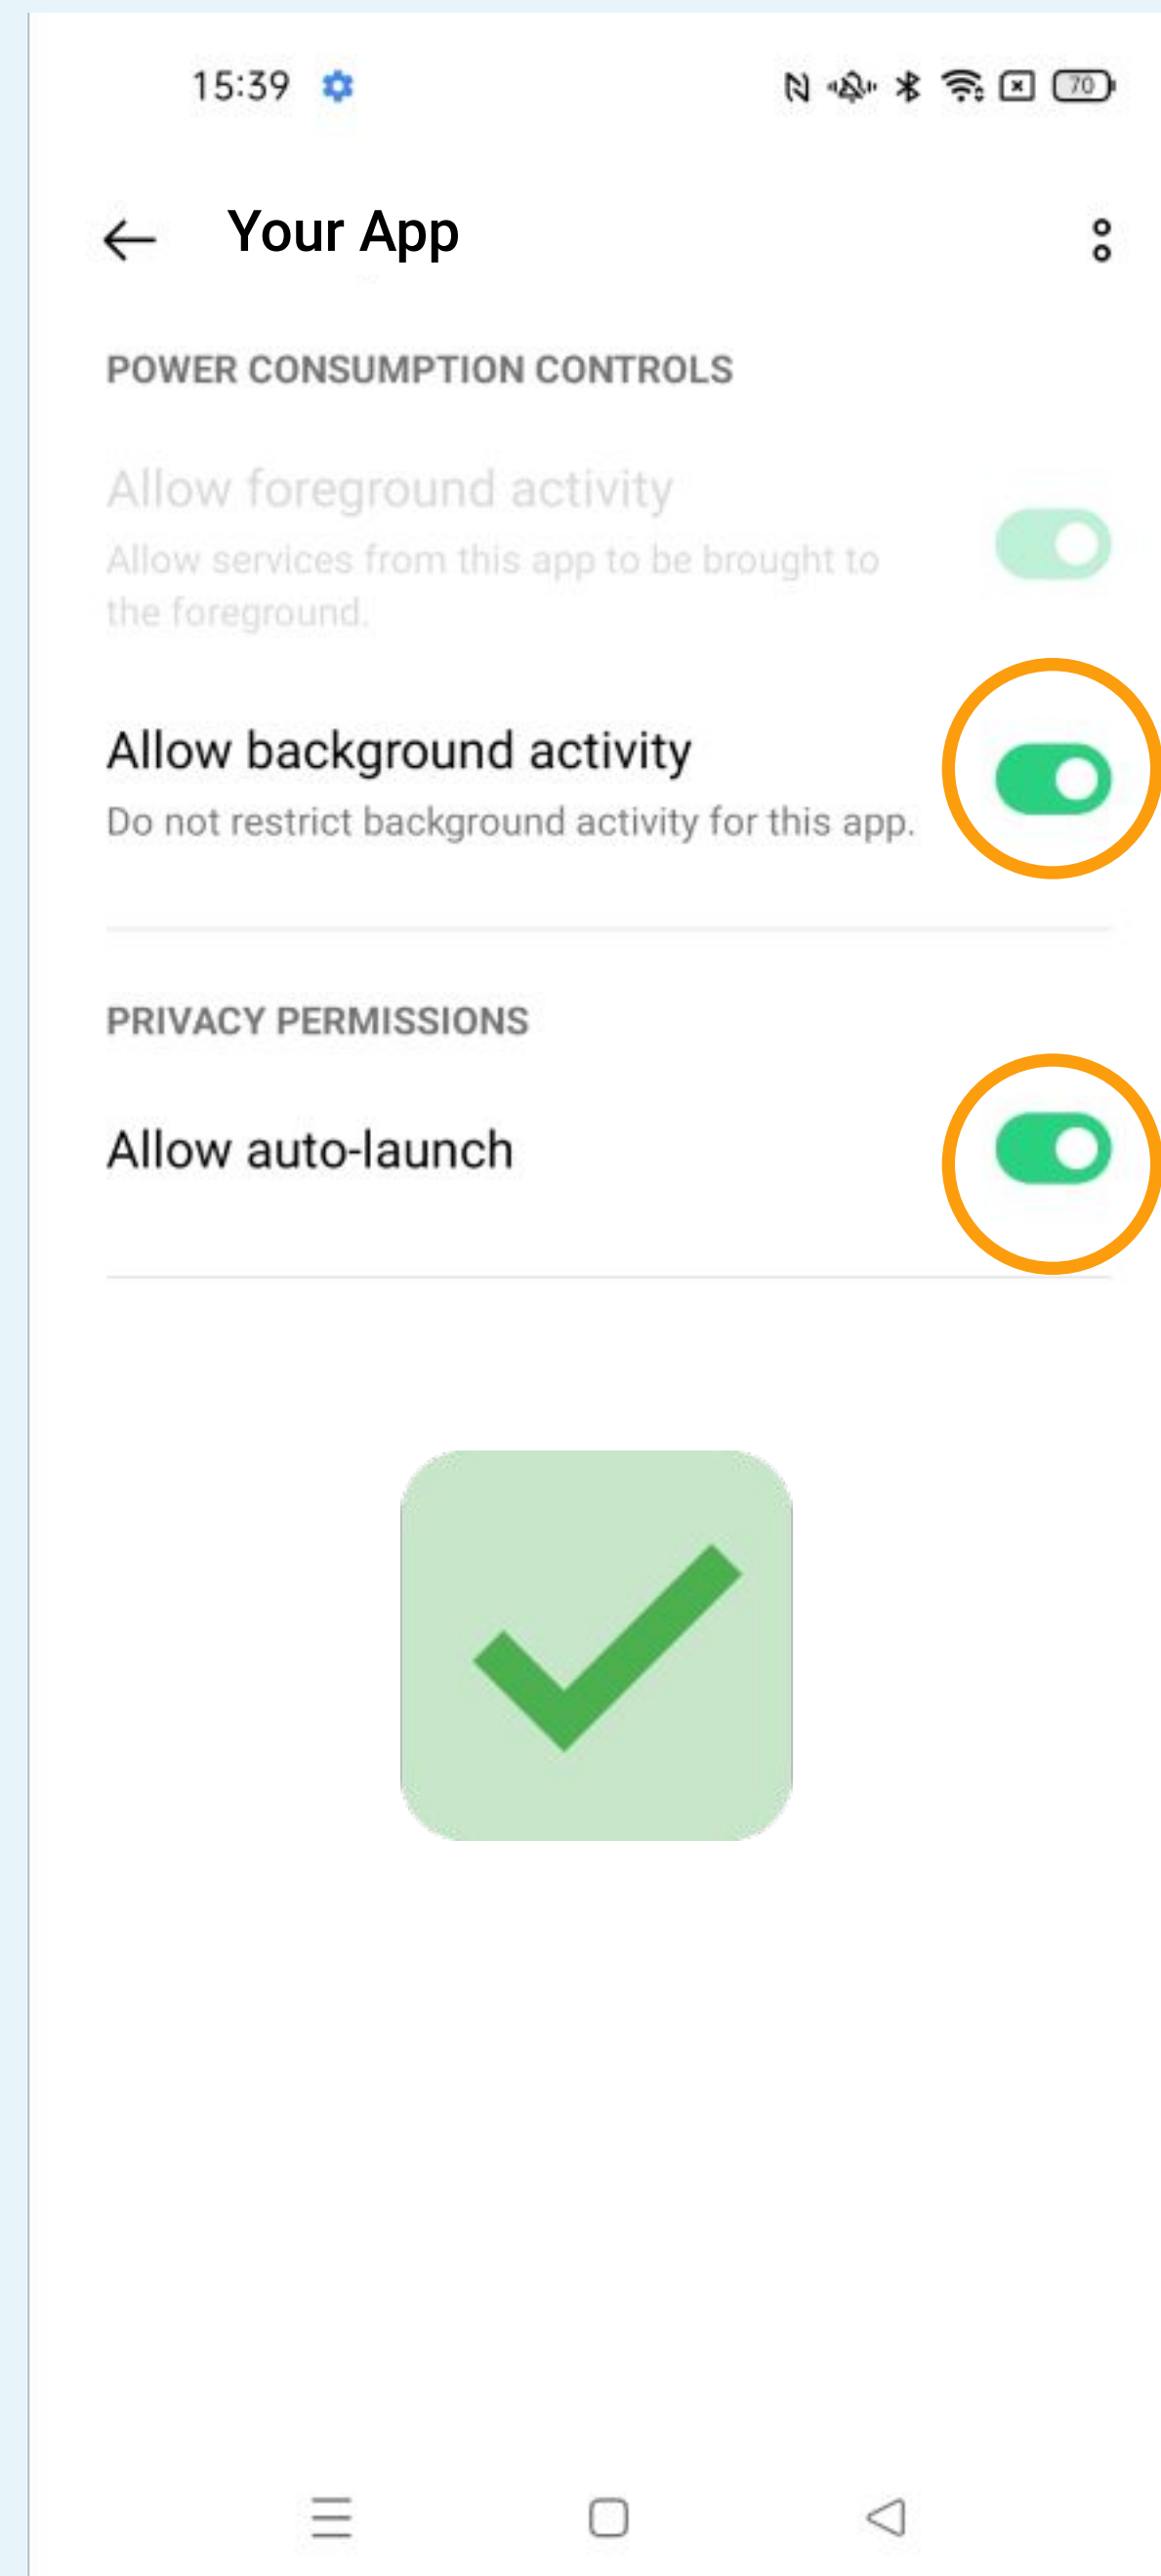 15:39
70
Your App
POWER CONSUMPTION CONTROLS
Allow foreground activity
Allow services from this app to be brought to
the foreground.
Allow background activity
Do not restrict background activity for this app.
PRIVACY PERMISSIONS
Allow auto-launch